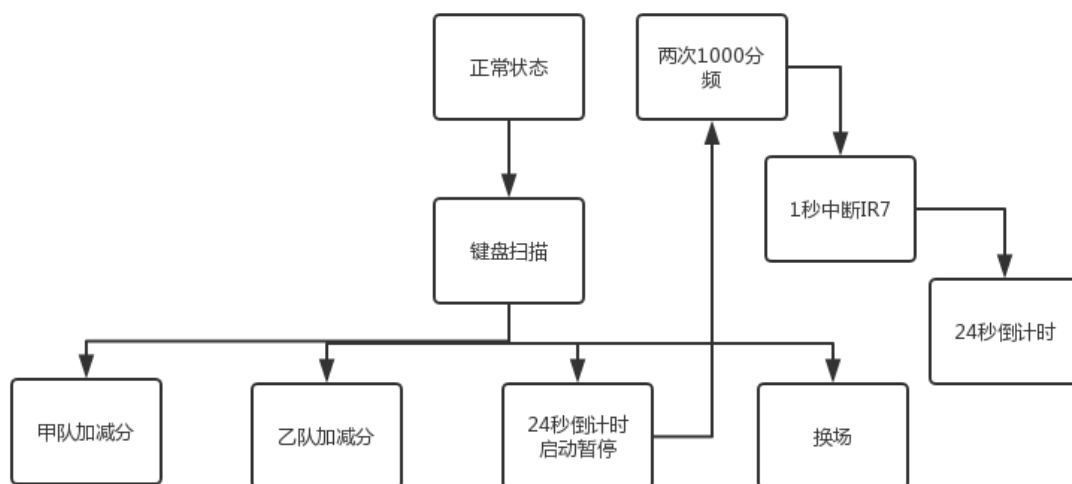 正常状态
两次1000分
频
1秒中断IR7
键盘扫描
24秒倒计时
甲队加减分
乙队加减分
24秒倒计时
启动暂停
换场